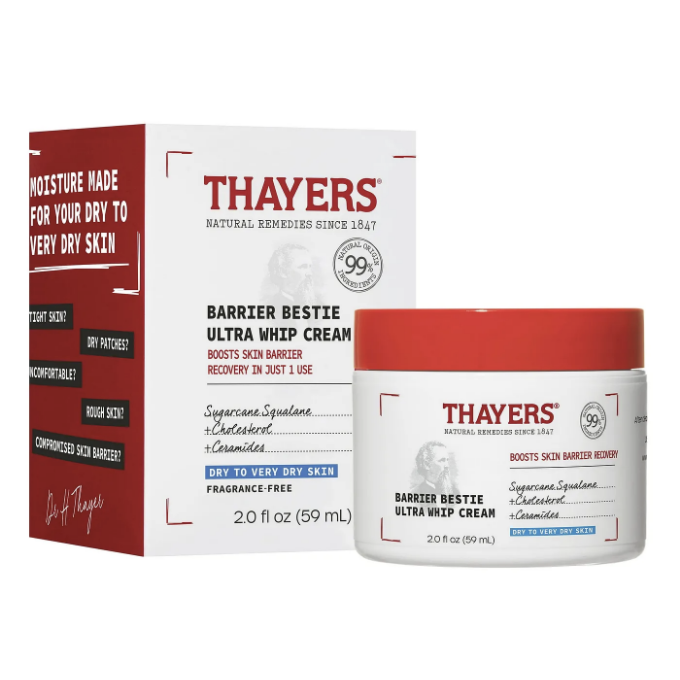 MOISTURE MADE
FOR YOUR DRY TO
VERY DRY SKIN
TIGHT SKIN?
DRY PATCHES?
NCOMFORTABLE?
ROUGH SKIN?
COMPROMISED SKIN BARRIER?
Dr H Thayer
THAYERS®
NATURAL REMEDIES SINCE 1847
NATURAL ORIGIN
99%
INGREDIENTS
BARRIER BESTIE
ULTRA WHIP CREAM
BOOSTS SKIN BARRIER
RECOVERY IN JUST 1 USE
Sugarcane Squalane
+Cholesterol
+Ceramides
DRY TO VERY DRY SKIN
FRAGRANCE-FREE
2.0 fl oz (59 mL)
THAYERS®
NATURAL REMEDIES SINCE 1847
99%
BOOSTS SKIN BARRIER RECOVERY
BARRIER BESTIE
ULTRA WHIP CREAM
Sugarcane Squalane
+Cholesterol
+Ceramides
DRY TO VERY DRY SKIN
2.0 fl oz (59 mL)